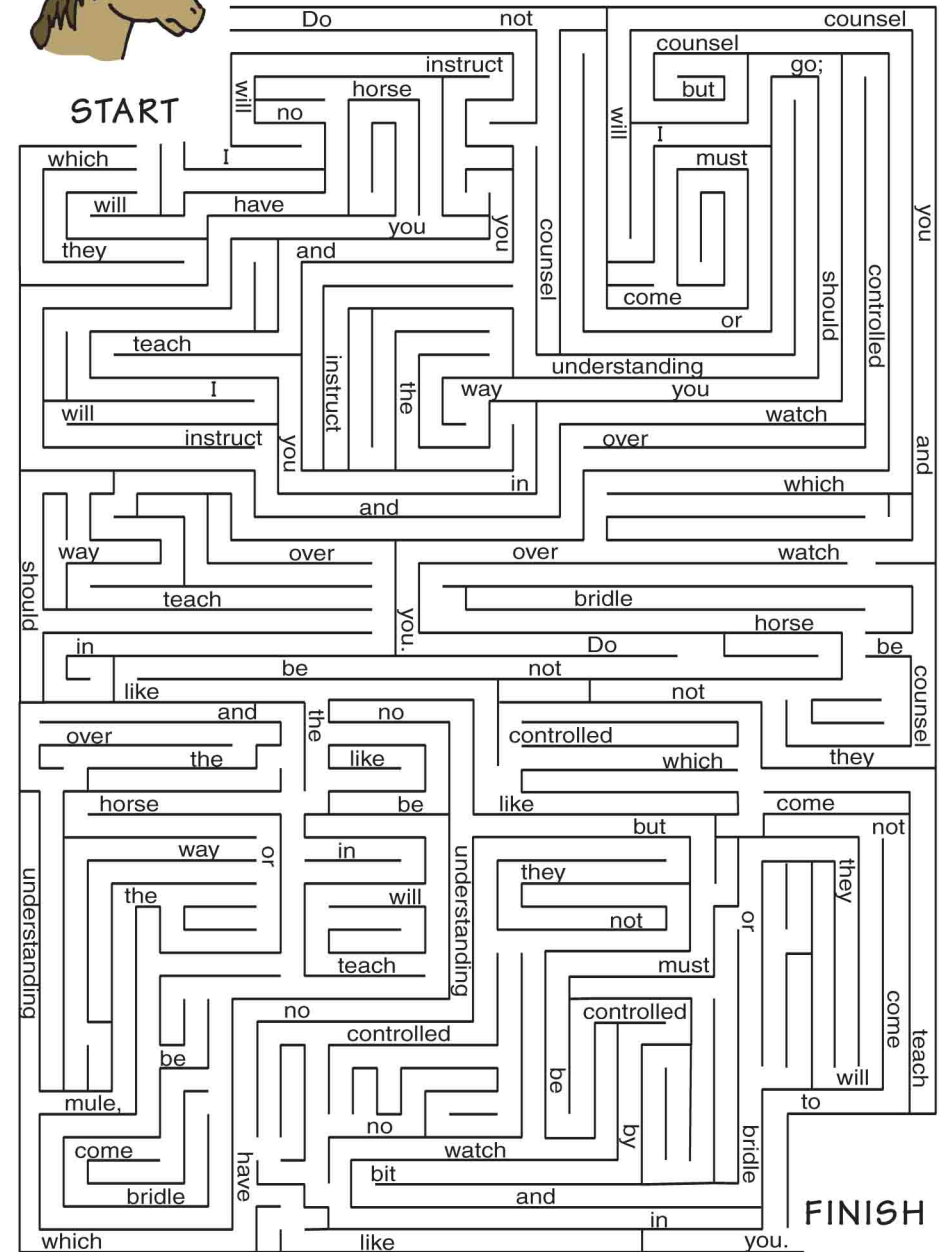 Do not counsel
counsel
instruct go;
will horse but
START no will I
which I must
will have you
you
they and you counsel
should controlled
come
or
teach
understanding
instruct the way you
I
will watch
instruct you over
and
in which
and
way over over watch
should
teach bridle
you. horse
in Do be
be not
like not counsel
and the no
over controlled
the like which they
horse be like come
but not
way or in
they they
understanding the will understanding or
not
teach must
no controlled come
controlled teach
be be will
mule, to
no by bridle
come have watch
bit
bridle and
in FINISH
which like you.